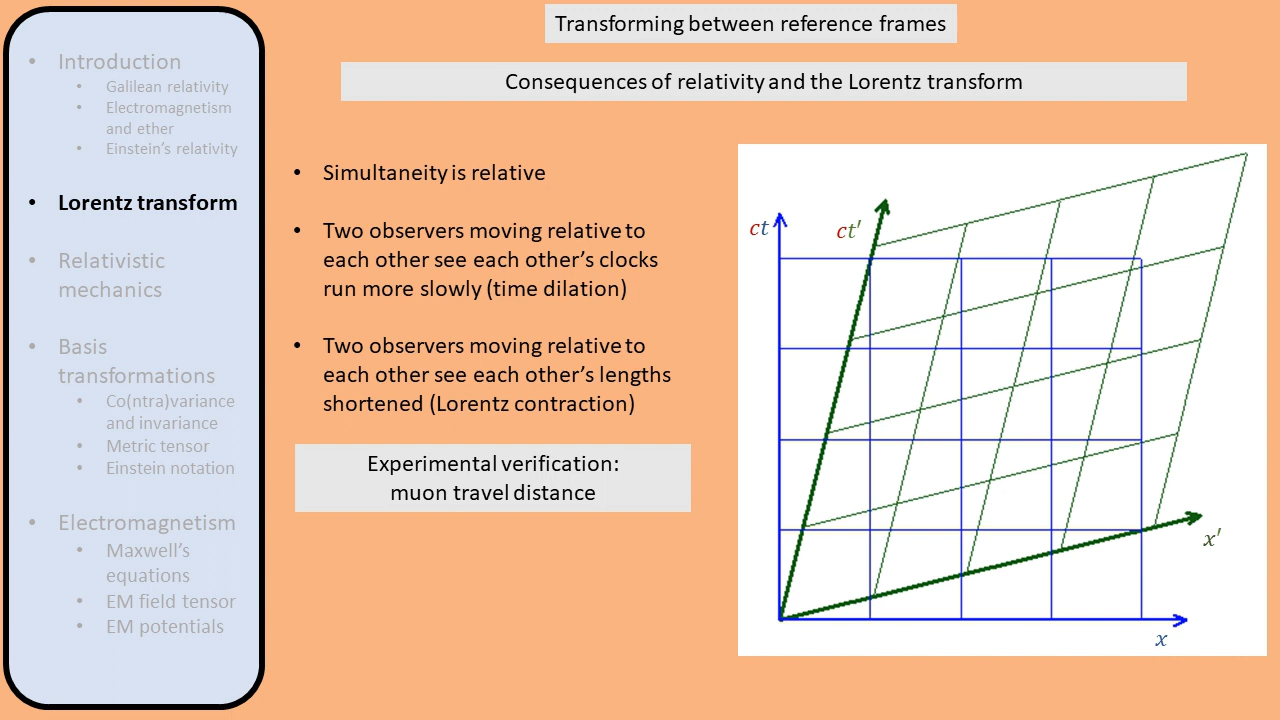 Transforming between reference frames
Consequences of relativity and the Lorentz transform
• Introduction
• Galilean relativity
• Electromagnetism
and ether
• Einstein's relativity
• Lorentz transform
• Relativistic
mechanics
• Basis
transformations
• Co(ntra)variance
and invariance
• Metric tensor
• Einstein notation
• Electromagnetism
• Maxwell's
equations
• EM field tensor
• EM potentials
• Simultaneity is relative
• Two observers moving relative to
each other see each other's clocks
run more slowly (time dilation)
• Two observers moving relative to
each other see each other's lengths
shortened (Lorentz contraction)
Experimental verification:
muon travel distance
ct
ct′
x′
x